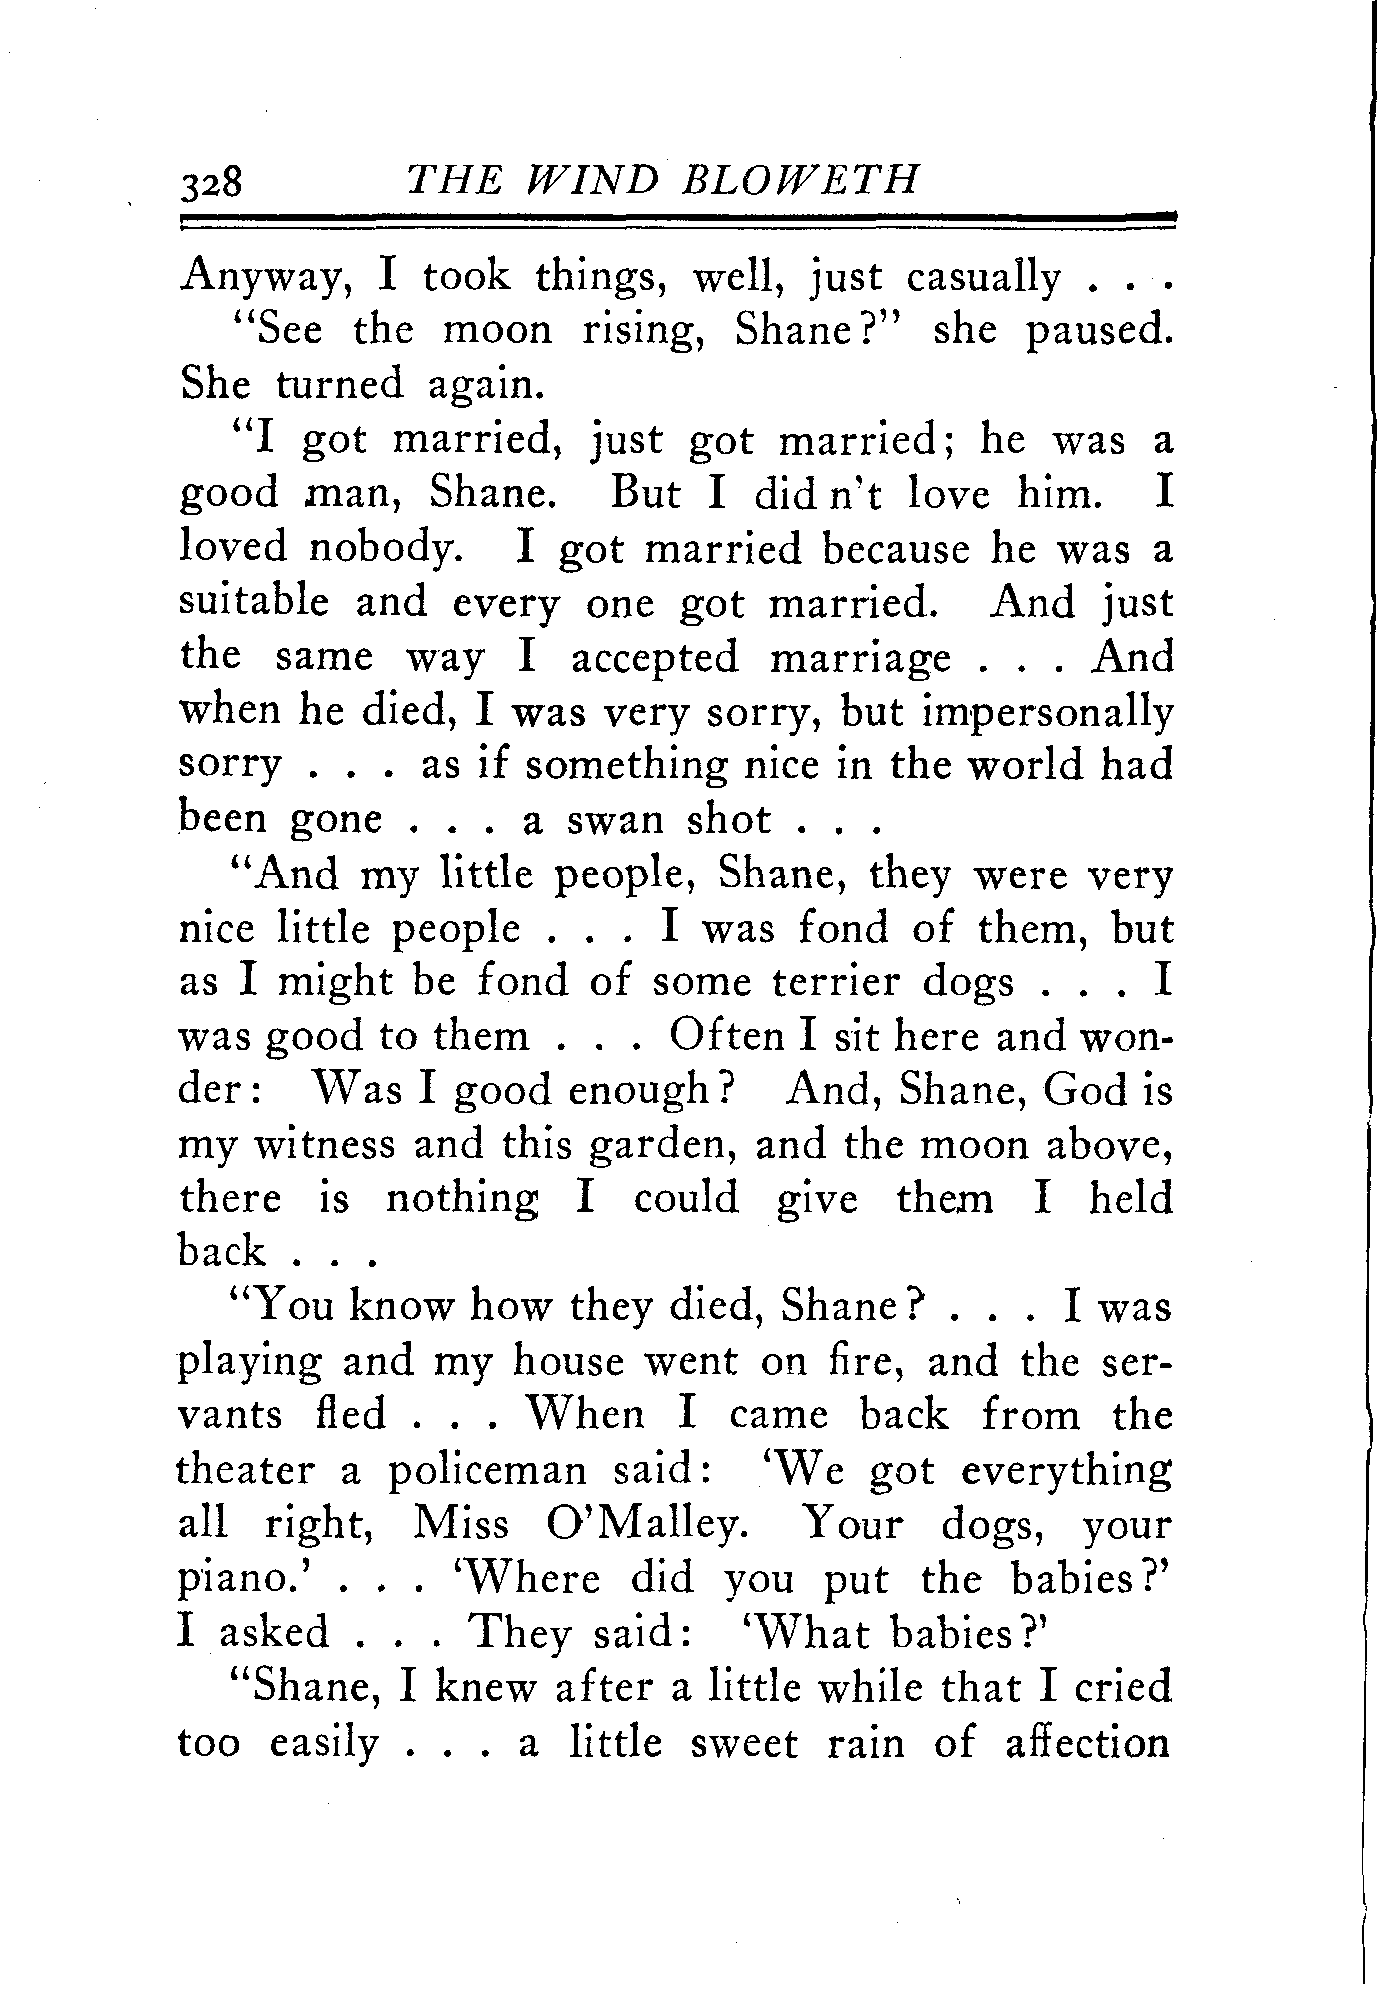 328 THE WIND BLOWETH
Anyway, I took things, well, just casually . . .
"See the moon rising, Shane?" she paused.
She turned again.
"I got married, just got married; he was a
good man, Shane. But I did n't love him. I
loved nobody. I got married because he was a
suitable and every one got married. And just
the same way I accepted marriage . . . And
when he died, I was very sorry, but impersonally
sorry . . . as if something nice in the world had
been gone . . . a swan shot . . .
"And my little people, Shane, they were very
nice little people . . . I was fond of them, but
as I might be fond of some terrier dogs . . . I
was good to them . . . Often I sit here and won-
der: Was I good enough? And, Shane, God is
my witness and this garden, and the moon above,
there is nothing I could give them I held
back . . .
"You know how they died, Shane? . . . I was
playing and my house went on fire, and the ser-
vants fled . . . When I came back from the
theater a policeman said: 'We got everything
all right, Miss O'Malley. Your dogs, your
piano.' . . . 'Where did you put the babies?'
I asked . . . They said: 'What babies?'
"Shane, I knew after a little while that I cried
too easily . . . a little sweet rain of affection